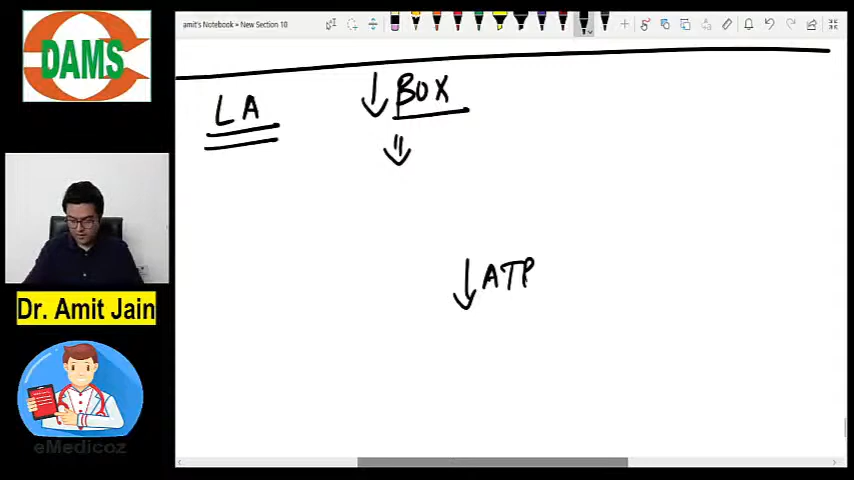 amit's Notebook » New Section 10
DAMS
LA
↓ BOX
⇓
↓ ATP
Dr. Amit Jain
eMedicoz